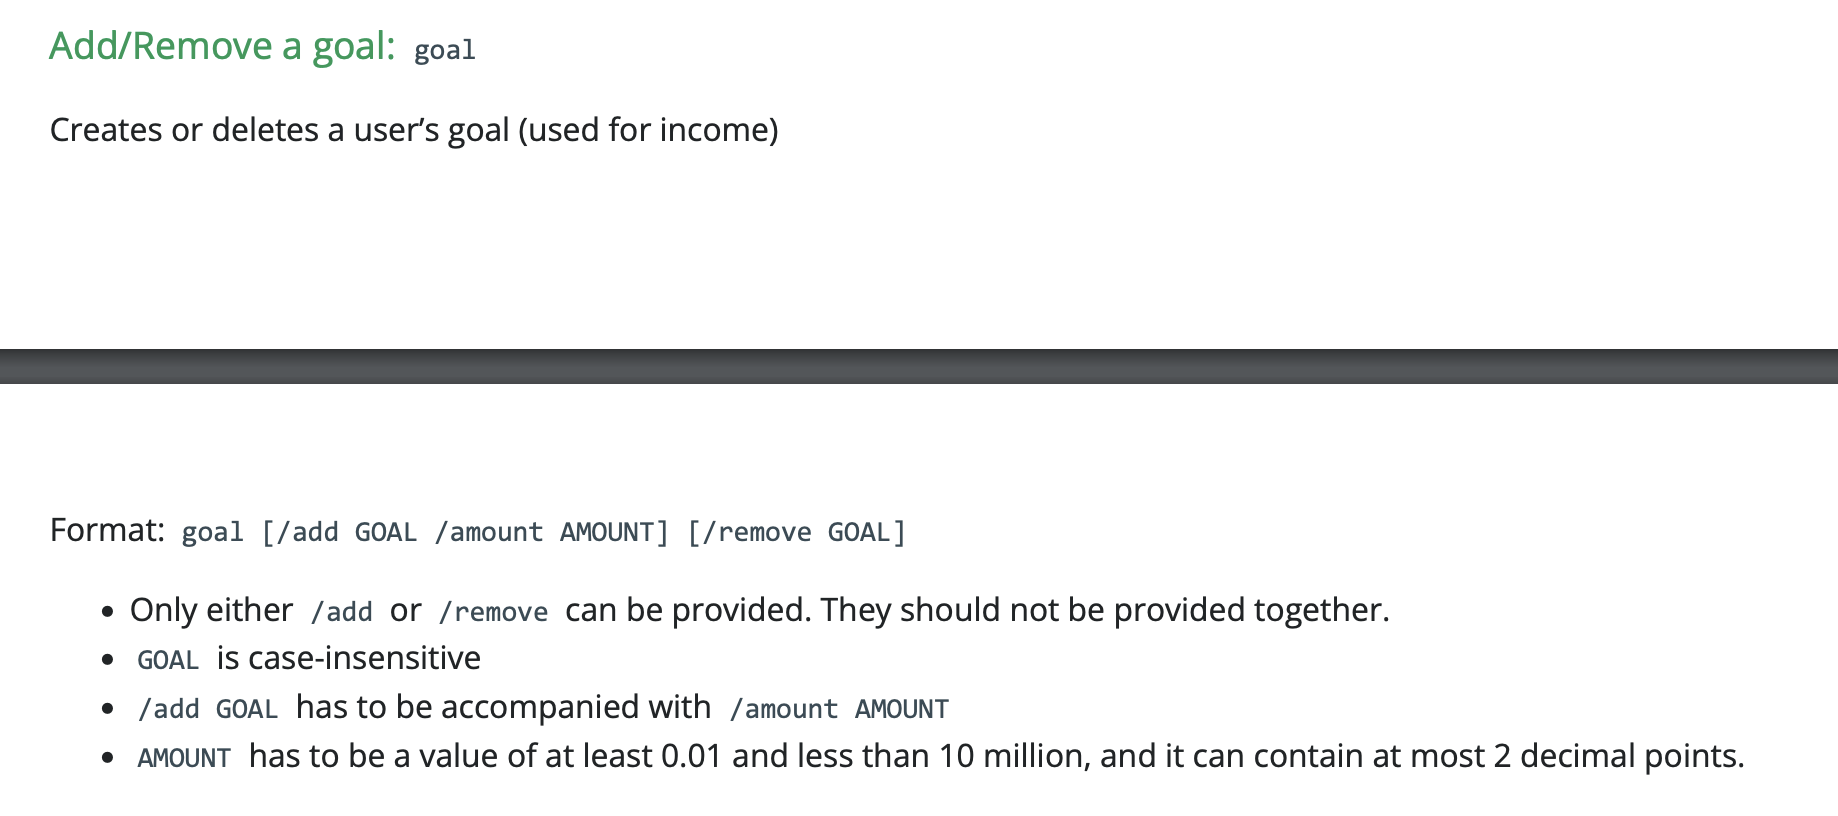 Add/Remove a goal: goal
Creates or deletes a user’s goal (used for income)
Format: goal [/add GOAL /amount AMOUNT] [/remove GOAL]
• Only either /add or /remove can be provided. They should not be provided together.
• GOAL is case-insensitive
• /add GOAL has to be accompanied with /amount AMOUNT
• AMOUNT has to be a value of at least 0.01 and less than 10 million, and it can contain at most 2 decimal points.